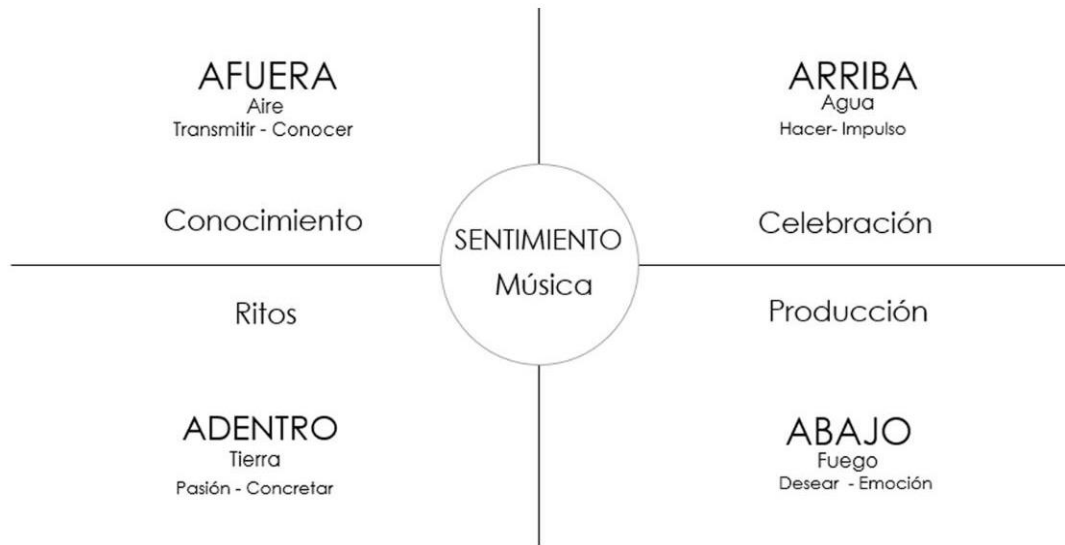 AFUERA
Aire
Transmitir - Conocer
Conocimiento
ARRIBA
Agua
Hacer- Impulso
Celebración
SENTIMIENTO
Música
Ritos
ADENTRO
Tierra
Pasión - Concretar
Producción
ABAJO
Fuego
Desear - Emoción